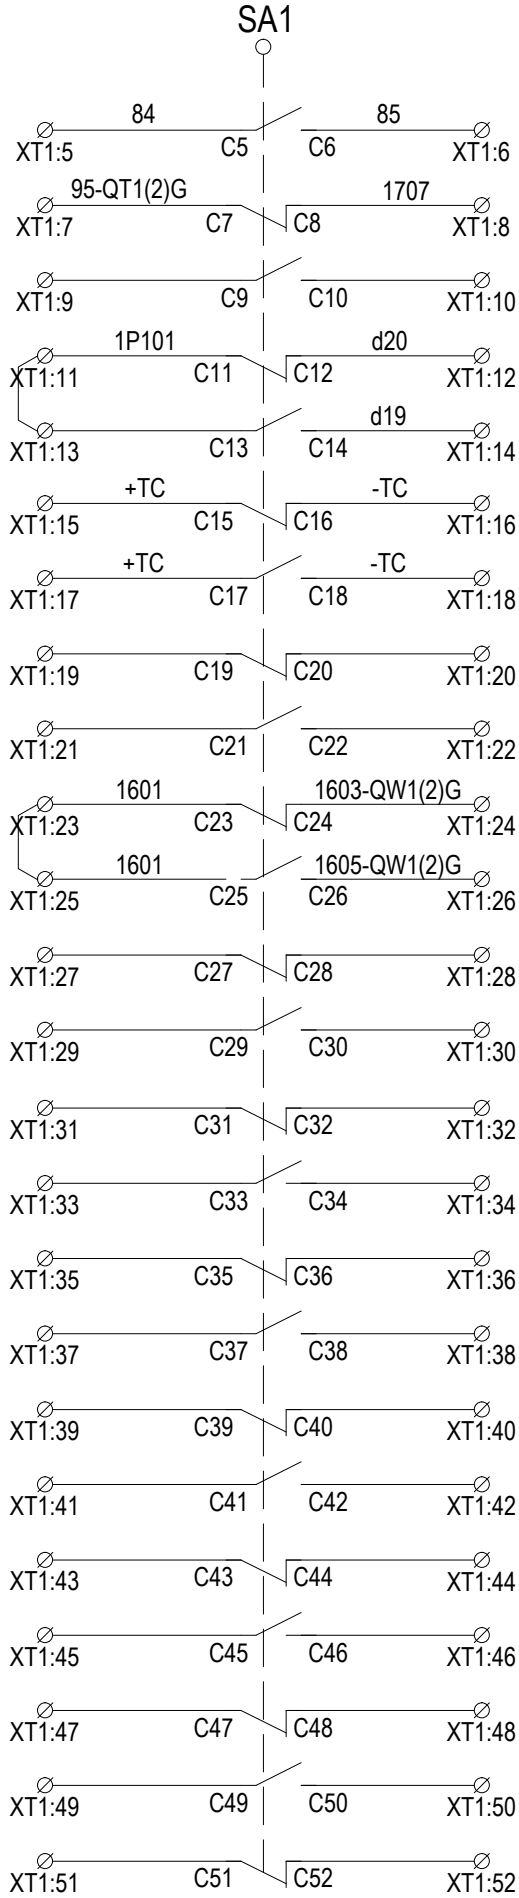 SA1
84 85
XT1:5 C5 C6 XT1:6
95-QT1(2)G 1707
XT1:7 C7 C8 XT1:8
XT1:9 C9 C10 XT1:10
1P101 d20
XT1:11 C11 C12 XT1:12
d19
XT1:13 C13 C14 XT1:14
+TC -TC
XT1:15 C15 C16 XT1:16
+TC -TC
XT1:17 C17 C18 XT1:18
XT1:19 C19 C20 XT1:20
XT1:21 C21 C22 XT1:22
1601 1603-QW1(2)G
XT1:23 C23 C24 XT1:24
1601 1605-QW1(2)G
XT1:25 C25 C26 XT1:26
XT1:27 C27 C28 XT1:28
XT1:29 C29 C30 XT1:30
XT1:31 C31 C32 XT1:32
XT1:33 C33 C34 XT1:34
XT1:35 C35 C36 XT1:36
XT1:37 C37 C38 XT1:38
XT1:39 C39 C40 XT1:40
XT1:41 C41 C42 XT1:42
XT1:43 C43 C44 XT1:44
XT1:45 C45 C46 XT1:46
XT1:47 C47 C48 XT1:48
XT1:49 C49 C50 XT1:50
XT1:51 C51 C52 XT1:52